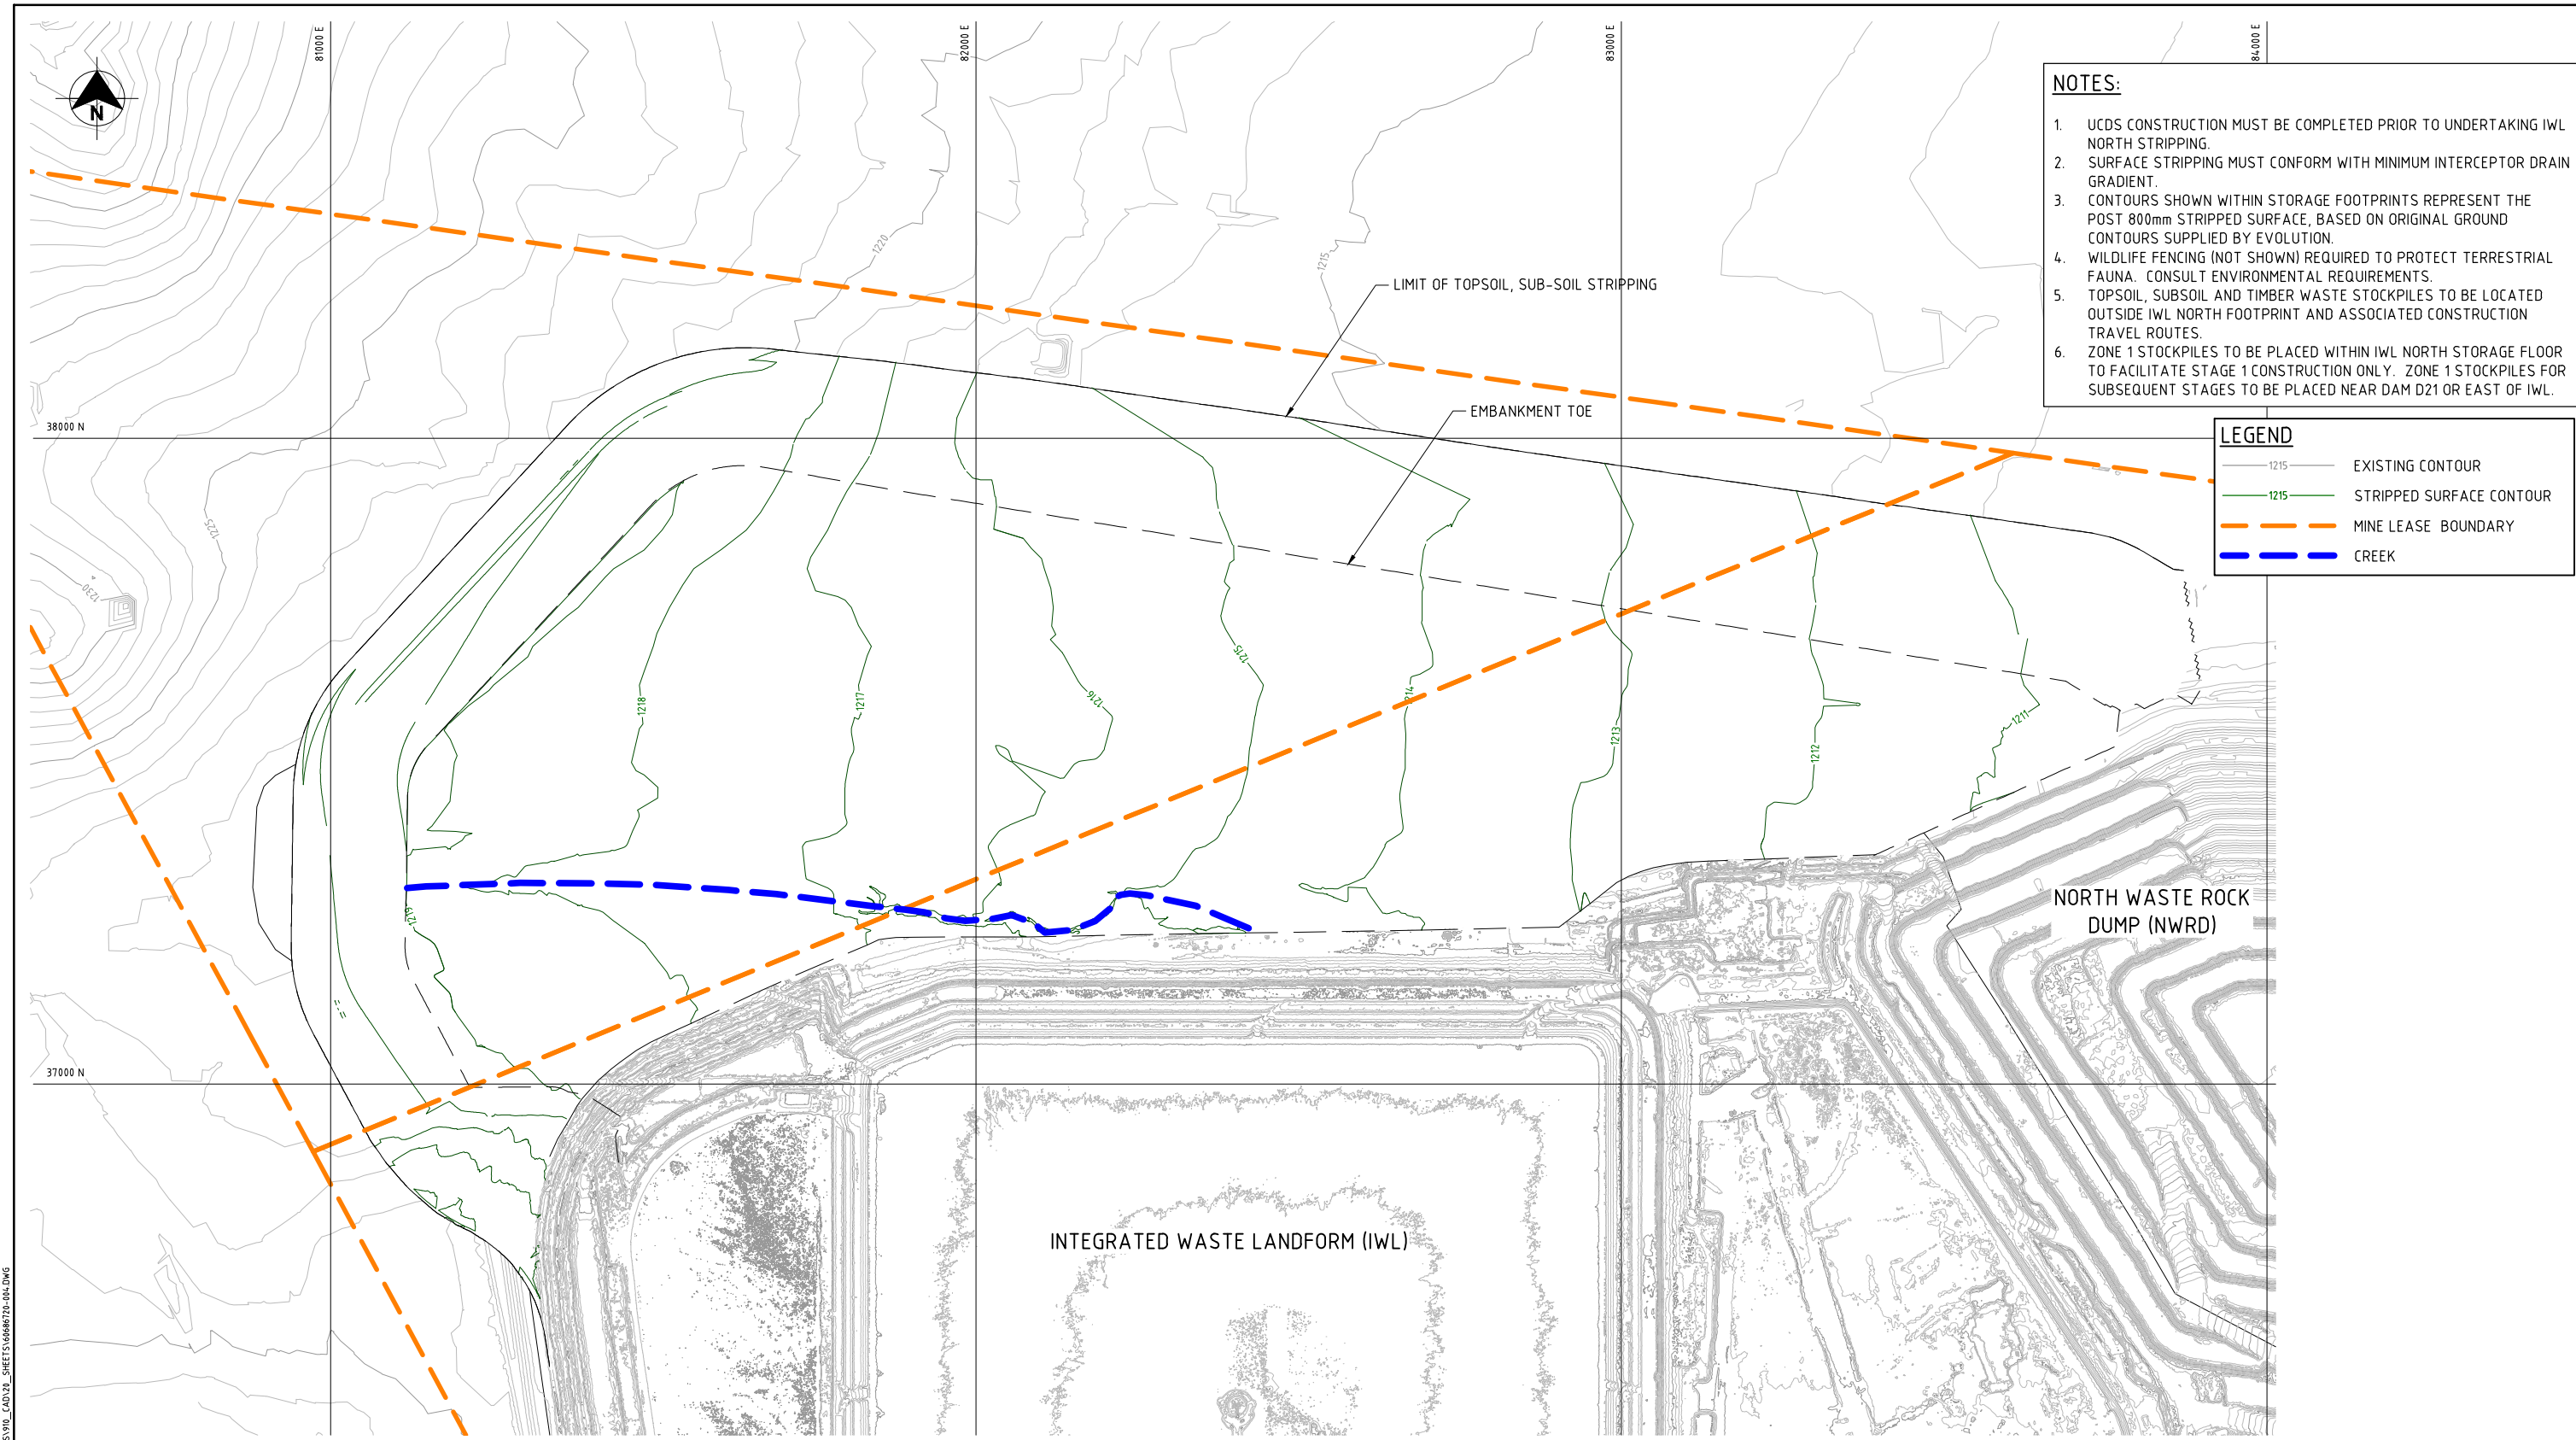 81000 E
82000 E
83000 E
84000 E
N
NOTES:
1. UCDS CONSTRUCTION MUST BE COMPLETED PRIOR TO UNDERTAKING IWL
NORTH STRIPPING.
2. SURFACE STRIPPING MUST CONFORM WITH MINIMUM INTERCEPTOR DRAIN
GRADIENT.
3. CONTOURS SHOWN WITHIN STORAGE FOOTPRINTS REPRESENT THE
POST 800mm STRIPPED SURFACE, BASED ON ORIGINAL GROUND
CONTOURS SUPPLIED BY EVOLUTION.
4. WILDLIFE FENCING (NOT SHOWN) REQUIRED TO PROTECT TERRESTRIAL
FAUNA. CONSULT ENVIRONMENTAL REQUIREMENTS.
5. TOPSOIL, SUBSOIL AND TIMBER WASTE STOCKPILES TO BE LOCATED
OUTSIDE IWL NORTH FOOTPRINT AND ASSOCIATED CONSTRUCTION
TRAVEL ROUTES.
6. ZONE 1 STOCKPILES TO BE PLACED WITHIN IWL NORTH STORAGE FLOOR
TO FACILITATE STAGE 1 CONSTRUCTION ONLY. ZONE 1 STOCKPILES FOR
SUBSEQUENT STAGES TO BE PLACED NEAR DAM D21 OR EAST OF IWL.
LEGEND
1215 EXISTING CONTOUR
1215 STRIPPED SURFACE CONTOUR
MINE LEASE BOUNDARY
CREEK
1220
1215
LIMIT OF TOPSOIL, SUB-SOIL STRIPPING
EMBANKMENT TOE
38000 N
1225
1230
1218
1217
1216
1215
1214
1213
1212
1211
1219
NORTH WASTE ROCK
DUMP (NWRD)
37000 N
INTEGRATED WASTE LANDFORM (IWL)
S\910_CAD\20_SHEETS\60686720-0044.DWG